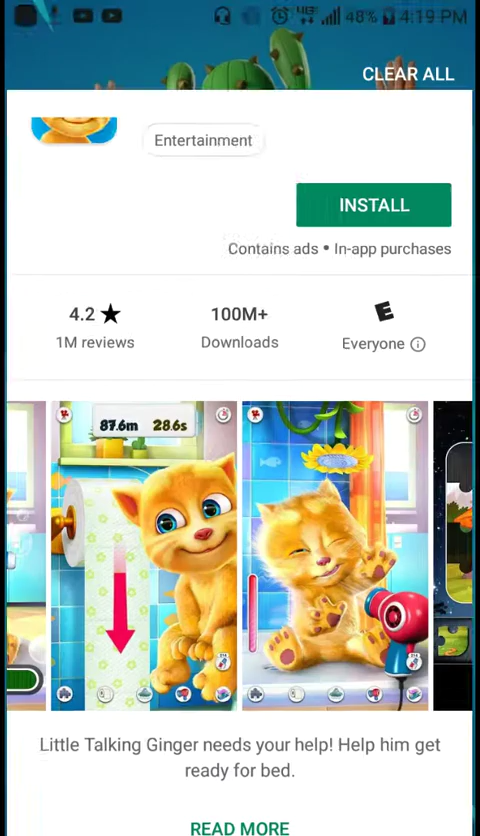 48% 4:19 PM
CLEAR ALL
Entertainment
INSTALL
Contains ads • In-app purchases
4.2 ★
1M reviews
100M+
Downloads
E
Everyone
87.6m 28.6s
Little Talking Ginger needs your help! Help him get
ready for bed.
READ MORE